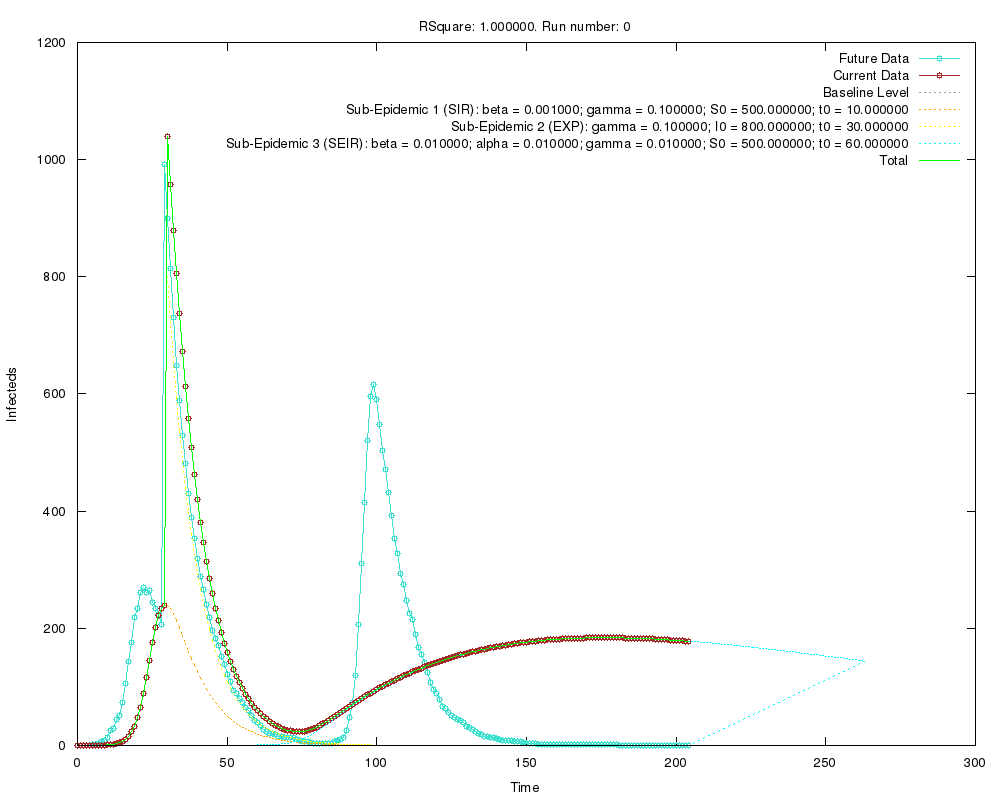 RSquare: 1.000000. Run number: 0
1200
1000
800
600
400
200
0
Infecteds
Future Data
Current Data
Baseline Level
Sub-Epidemic 1 (SIR): beta = 0.001000; gamma = 0.100000; S0 = 500.000000; t0 = 10.000000
Sub-Epidemic 2 (EXP): gamma = 0.100000; I0 = 800.000000; t0 = 30.000000
Sub-Epidemic 3 (SEIR): beta = 0.010000; alpha = 0.010000; gamma = 0.010000; S0 = 500.000000; t0 = 60.000000
Total
0 50 100 150 200 250 300
Time